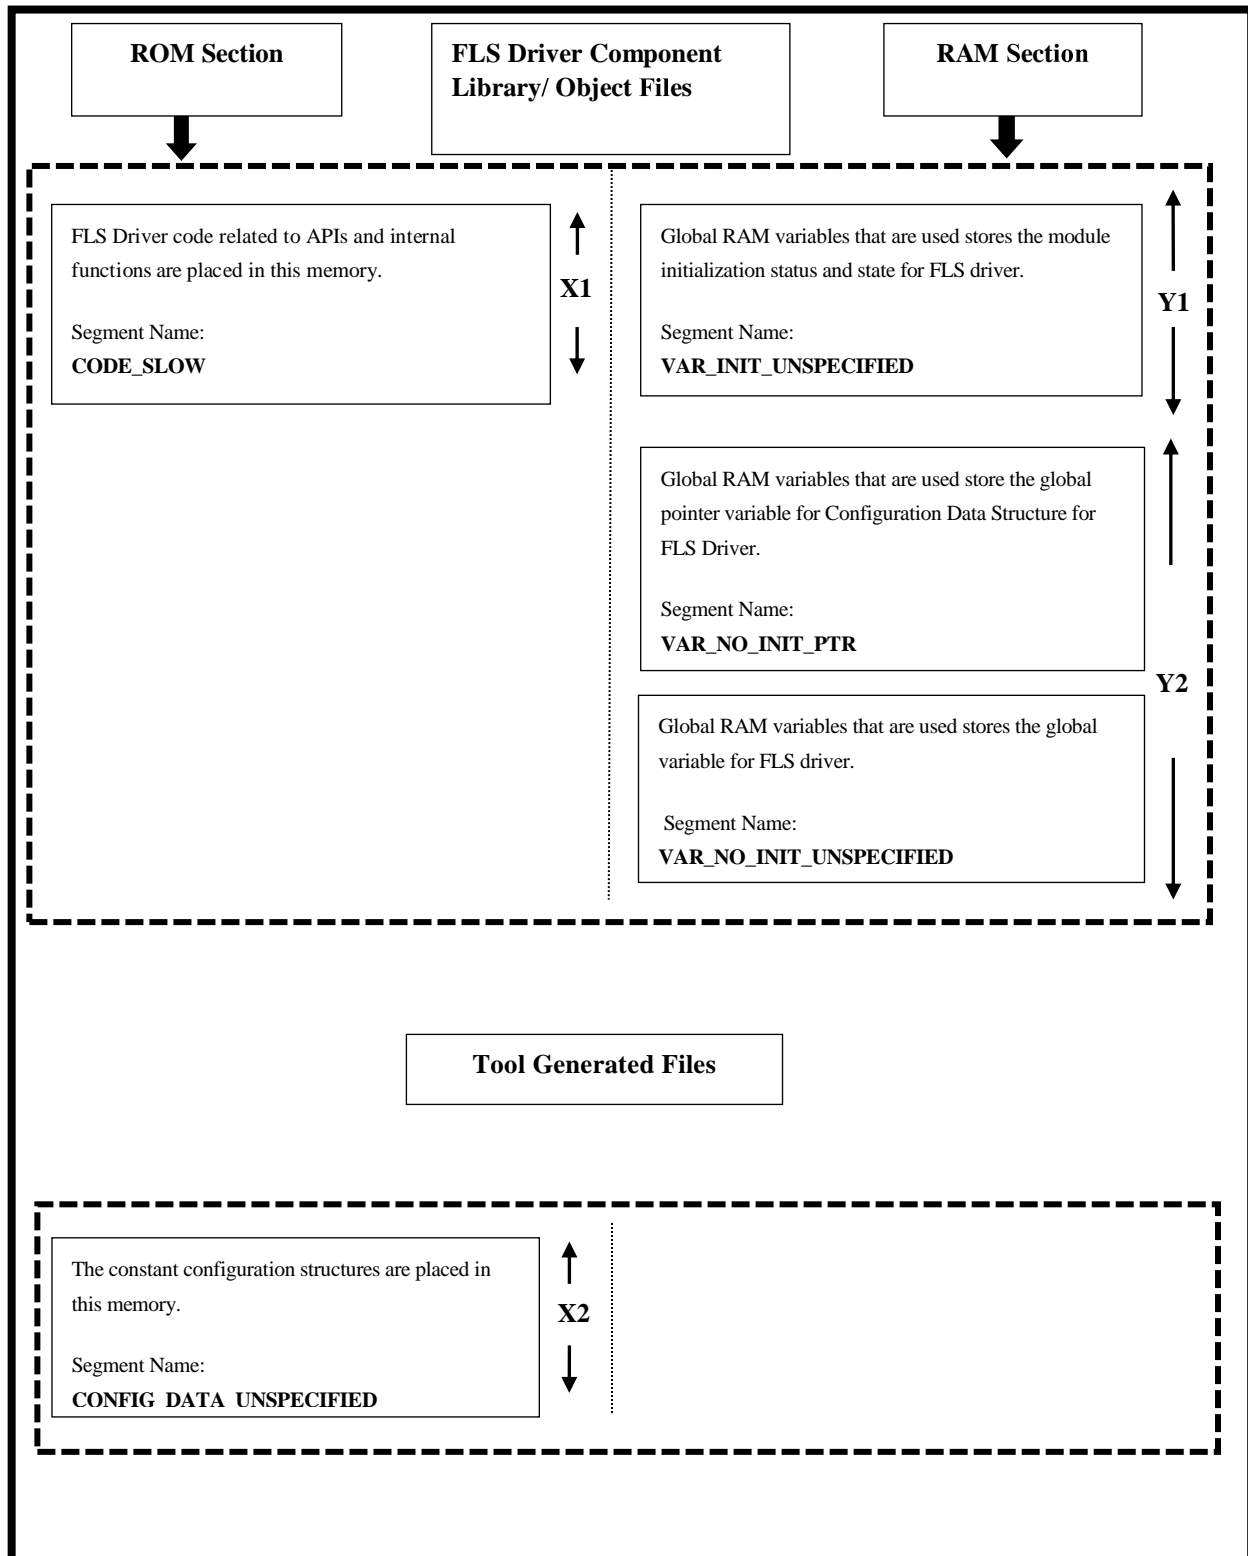 ROM Section
FLS Driver Component
Library/ Object Files
RAM Section
FLS Driver code related to APIs and internal
functions are placed in this memory.
Segment Name:
CODE_SLOW
X1
Global RAM variables that are used stores the module
initialization status and state for FLS driver.
Segment Name:
VAR_INIT_UNSPECIFIED
Y1
Global RAM variables that are used store the global
pointer variable for Configuration Data Structure for
FLS Driver.
Segment Name:
VAR_NO_INIT_PTR
Y2
Global RAM variables that are used stores the global
variable for FLS driver.
Segment Name:
VAR_NO_INIT_UNSPECIFIED
Tool Generated Files
The constant configuration structures are placed in
this memory.
Segment Name:
CONFIG_DATA_UNSPECIFIED
X2